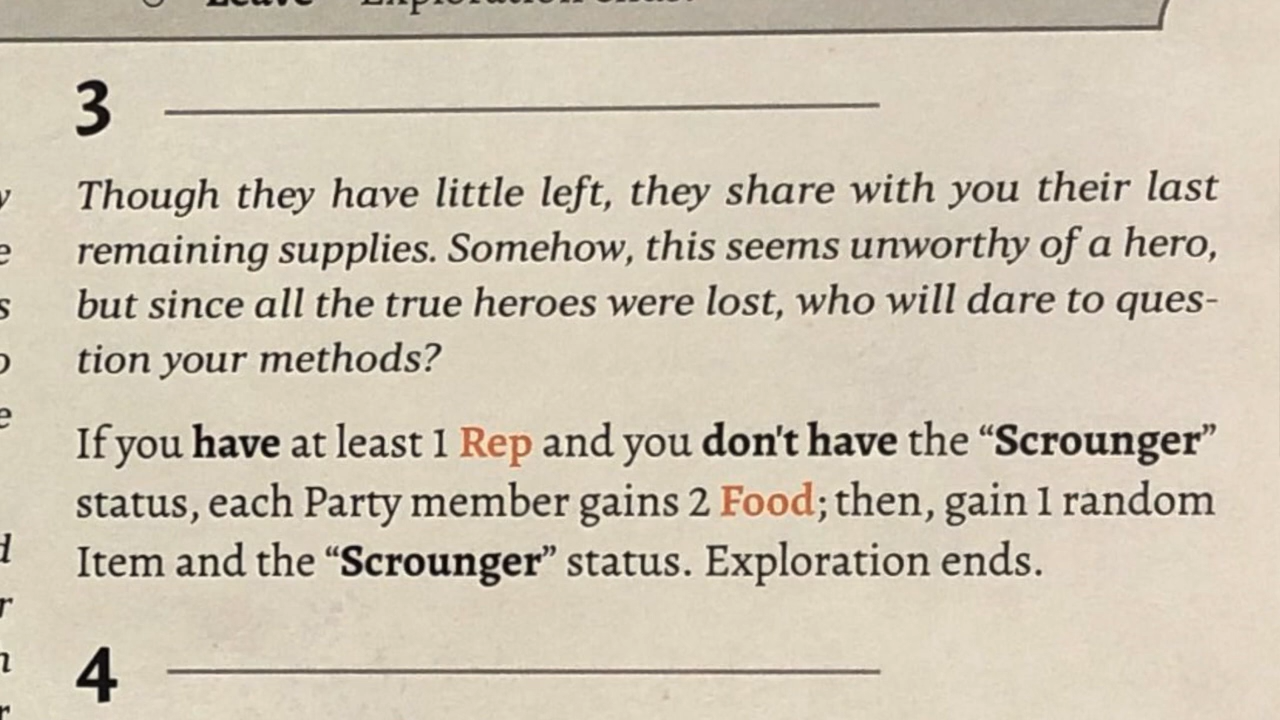 Leave
3
Though they have little left, they share with you their last
remaining supplies. Somehow, this seems unworthy of a hero,
but since all the true heroes were lost, who will dare to ques-
tion your methods?
If you have at least 1 Rep and you don't have the “Scrounger”
status, each Party member gains 2 Food; then, gain 1 random
Item and the “Scrounger” status. Exploration ends.
4